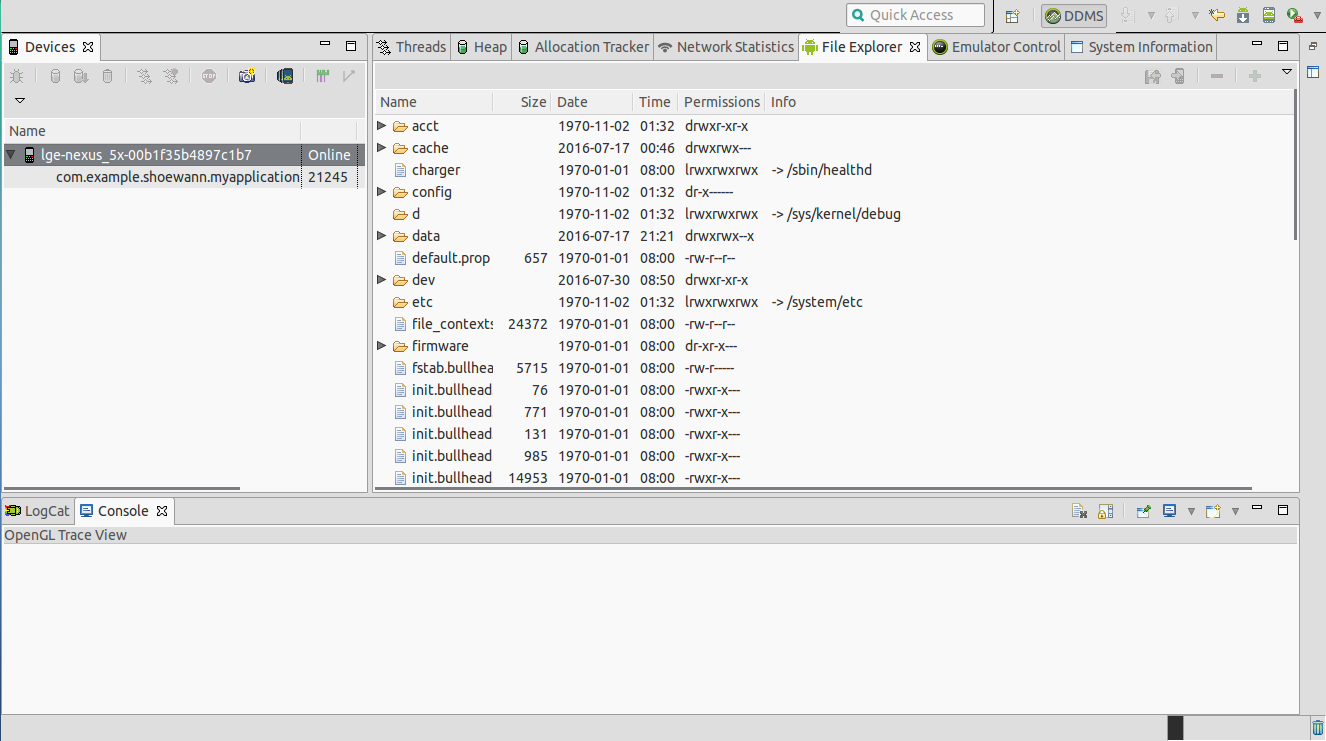 Quick Access DDMS
Devices
Threads Heap Allocation Tracker Network Statistics File Explorer Emulator Control System Information
Name
lge-nexus_5x-00b1f35b4897c1b7 Online
com.example.shoewann.myapplication 21245
Name Size Date Time Permissions Info
acct 1970-11-02 01:32 drwxr-xr-x
cache 2016-07-17 00:46 drwxrwx---
charger 1970-01-01 08:00 lrwxrwxrwx -> /sbin/healthd
config 1970-11-02 01:32 dr-x------
d 1970-11-02 01:32 lrwxrwxrwx -> /sys/kernel/debug
data 2016-07-17 21:21 drwxrwx--x
default.prop 657 1970-01-01 08:00 -rw-r--r--
dev 2016-07-30 08:50 drwxr-xr-x
etc 1970-11-02 01:32 lrwxrwxrwx -> /system/etc
file_contexts 24372 1970-01-01 08:00 -rw-r--r--
firmware 1970-01-01 08:00 dr-xr-x---
fstab.bullhea 5715 1970-01-01 08:00 -rw-r-----
init.bullhead 76 1970-01-01 08:00 -rwxr-x---
init.bullhead 771 1970-01-01 08:00 -rwxr-x---
init.bullhead 131 1970-01-01 08:00 -rwxr-x---
init.bullhead 985 1970-01-01 08:00 -rwxr-x---
init.bullhead 14953 1970-01-01 08:00 -rwxr-x---
LogCat Console
OpenGL Trace View